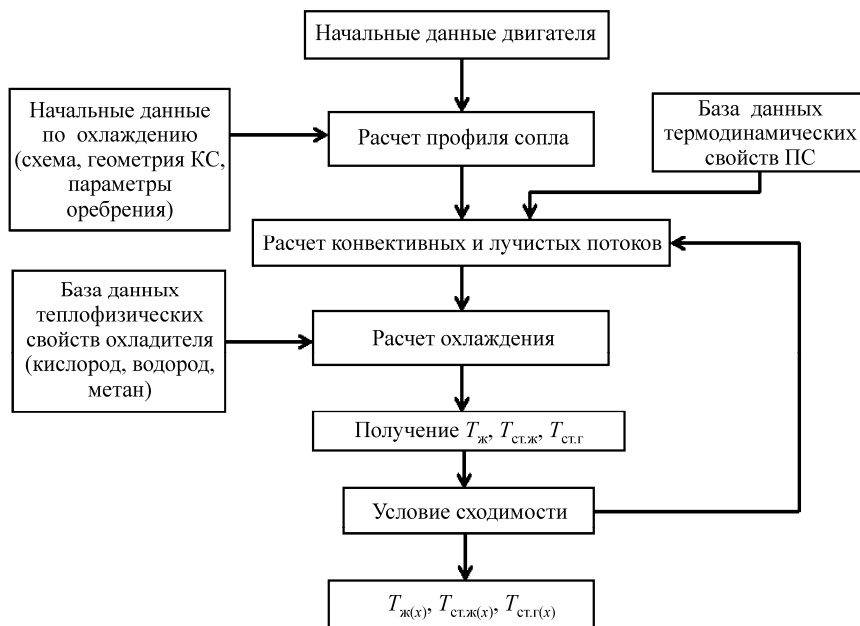 Начальные данные двигателя
Начальные данные
по охлаждению
(схема, геометрия КС,
параметры
оребрения)
Расчет профиля сопла
База данных
термодинамических
свойств ПС
Расчет конвективных и лучистых потоков
База данных
теплофизических
свойств охладителя
(кислород, водород,
метан)
Расчет охлаждения
Получение Tж, Tст.ж, Tст.г
Условие сходимости
Tж(x), Tст.ж(x), Tст.г(x)